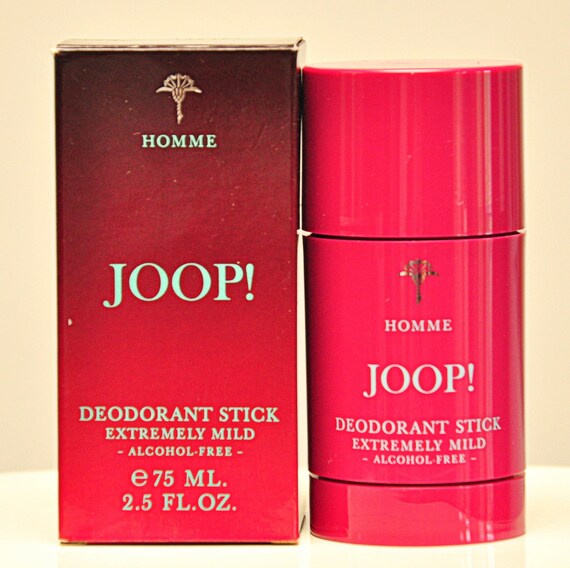 HOMME
JOOP!
DEODORANT STICK
EXTREMELY MILD
- ALCOHOL-FREE -
℮75 ML.
2.5 FL.OZ.
HOMME
JOOP!
DEODORANT STICK
EXTREMELY MILD
- ALCOHOL-FREE -